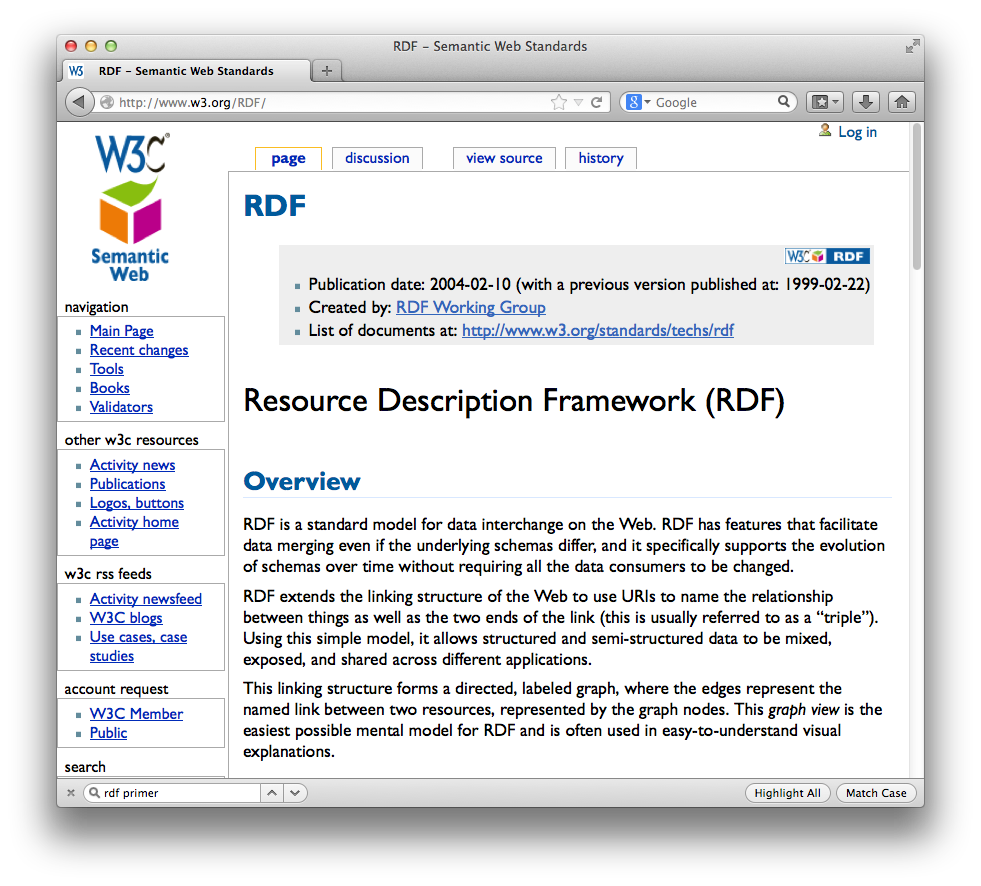 RDF – Semantic Web Standards
W3 RDF – Semantic Web Standards +
http://www.w3.org/RDF/
8 Google
Log in
W3C®
Semantic
Web
page discussion view source history
RDF
W3C RDF
Publication date: 2004-02-10 (with a previous version published at: 1999-02-22)
Created by: RDF Working Group
List of documents at: http://www.w3.org/standards/techs/rdf
navigation
Main Page
Recent changes
Tools
Books
Validators
other w3c resources
Activity news
Publications
Logos, buttons
Activity home
page
w3c rss feeds
Activity newsfeed
W3C blogs
Use cases, case
studies
account request
W3C Member
Public
search
Resource Description Framework (RDF)
Overview
RDF is a standard model for data interchange on the Web. RDF has features that facilitate
data merging even if the underlying schemas differ, and it specifically supports the evolution
of schemas over time without requiring all the data consumers to be changed.
RDF extends the linking structure of the Web to use URIs to name the relationship
between things as well as the two ends of the link (this is usually referred to as a “triple”).
Using this simple model, it allows structured and semi-structured data to be mixed,
exposed, and shared across different applications.
This linking structure forms a directed, labeled graph, where the edges represent the
named link between two resources, represented by the graph nodes. This graph view is the
easiest possible mental model for RDF and is often used in easy-to-understand visual
explanations.
rdf primer
Highlight All Match Case